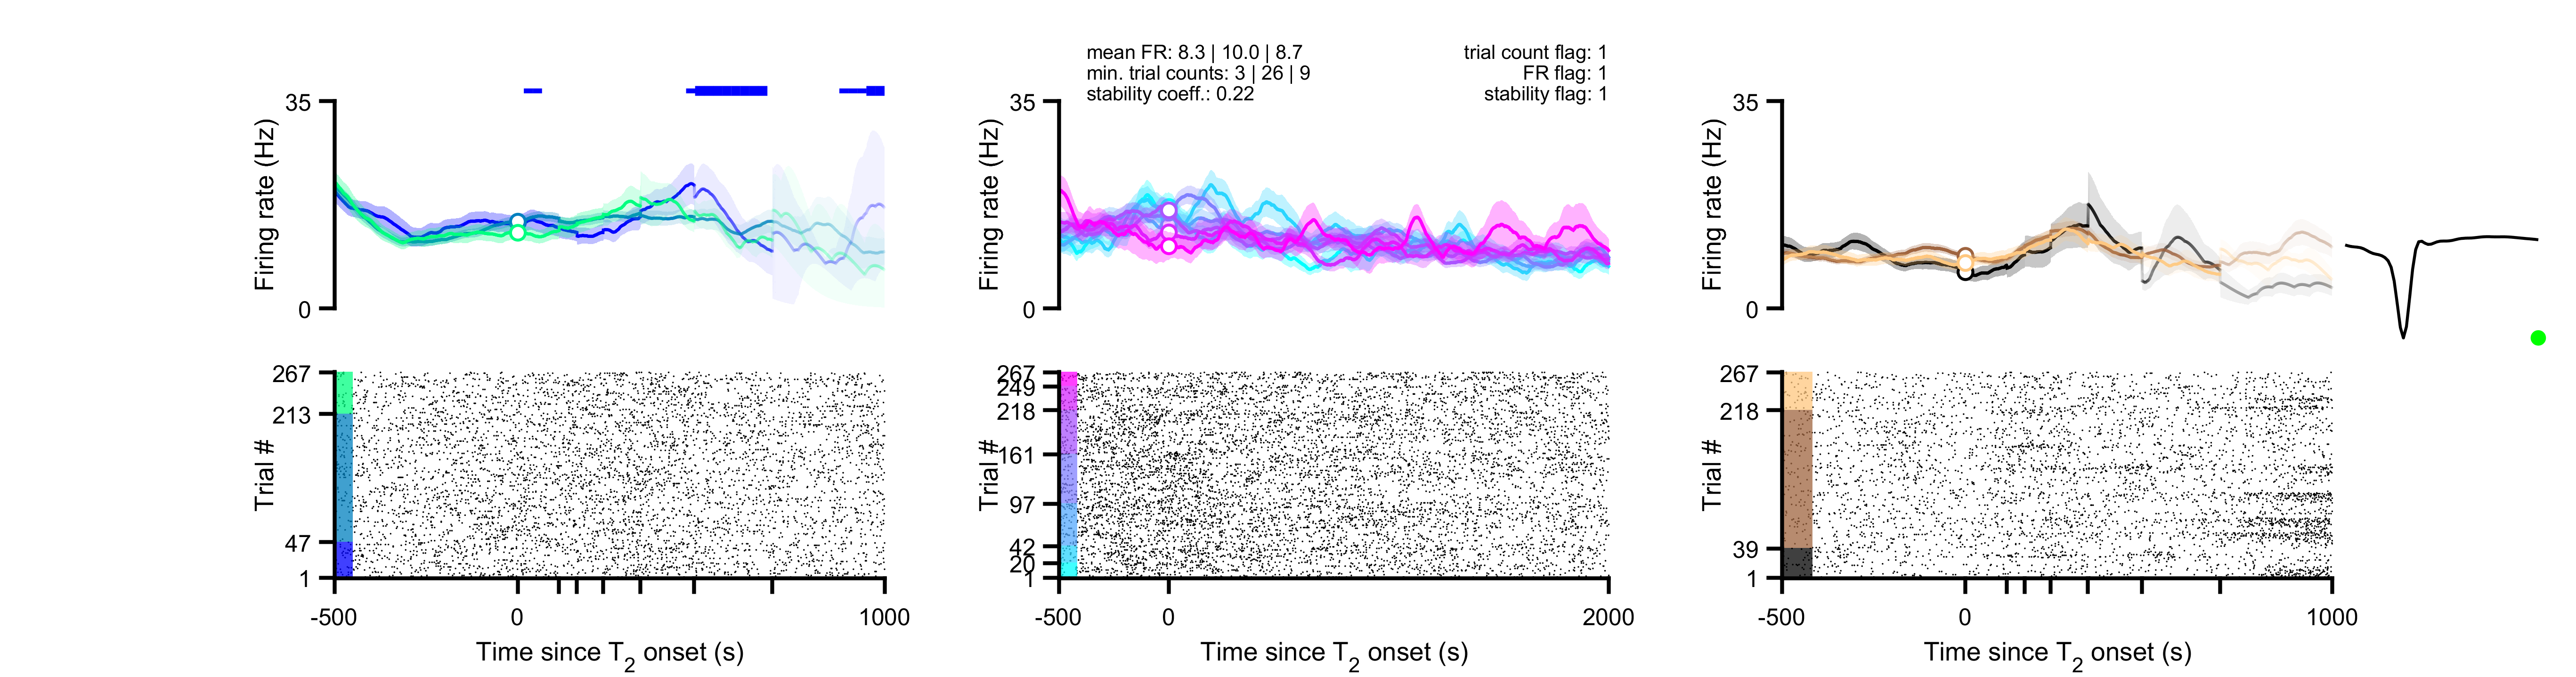 mean FR: 8.3 | 10.0 | 8.7
min. trial counts: 3 | 26 | 9
stability coeff.: 0.22
trial count flag: 1
FR flag: 1
stability flag: 1
35
0
Firing rate (Hz)
267
213
47
1
Trial #
-500
0
1000
Time since T2 onset (s)
35
0
Firing rate (Hz)
267
249
218
161
97
42
20
1
Trial #
-500
0
2000
Time since T2 onset (s)
35
0
Firing rate (Hz)
267
218
39
1
Trial #
-500
0
1000
Time since T2 onset (s)